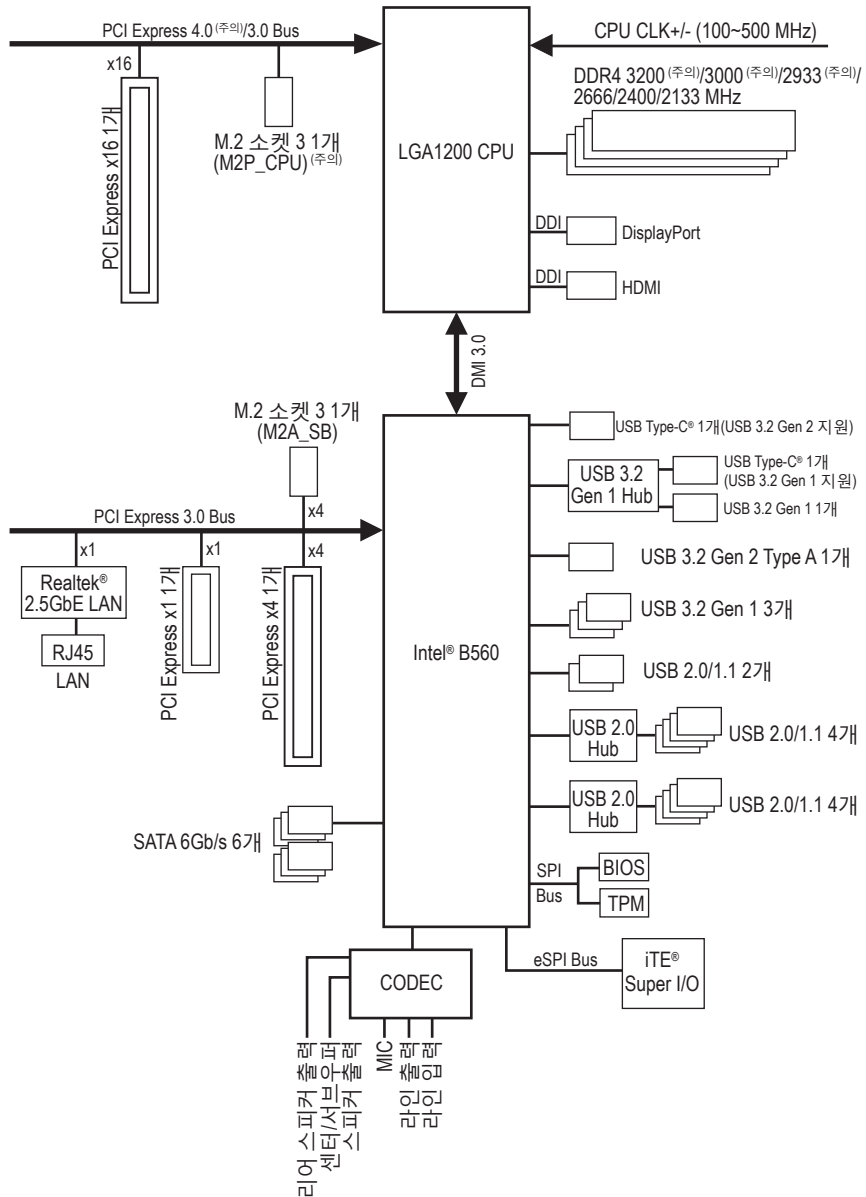 PCI Express 4.0 (주의)/3.0 Bus
CPU CLK+/- (100~500 MHz)
x16
PCI Express x16 1개
M.2 소켓 3 1개
(M2P_CPU) (주의)
LGA1200 CPU
DDR4 3200 (주의)/3000 (주의)/2933 (주의)/
2666/2400/2133 MHz
DDI
DisplayPort
DDI
HDMI
DMI 3.0
M.2 소켓 3 1개
(M2A_SB)
x4
PCI Express 3.0 Bus
x1
x1
x4
Realtek®
2.5GbE LAN
RJ45
LAN
PCI Express x1 1개
PCI Express x4 1개
Intel® B560
USB Type-C® 1개(USB 3.2 Gen 2 지원)
USB 3.2
Gen 1 Hub
USB Type-C® 1개
(USB 3.2 Gen 1 지원)
USB 3.2 Gen 1 1개
USB 3.2 Gen 2 Type A 1개
USB 3.2 Gen 1 3개
USB 2.0/1.1 2개
USB 2.0
Hub
USB 2.0/1.1 4개
USB 2.0
Hub
USB 2.0/1.1 4개
SATA 6Gb/s 6개
SPI
Bus
BIOS
TPM
eSPI Bus
iTE®
Super I/O
CODEC
리어 스피커 출력
센터/서브우퍼
스피커 출력
MIC
라인 출력
라인 입력